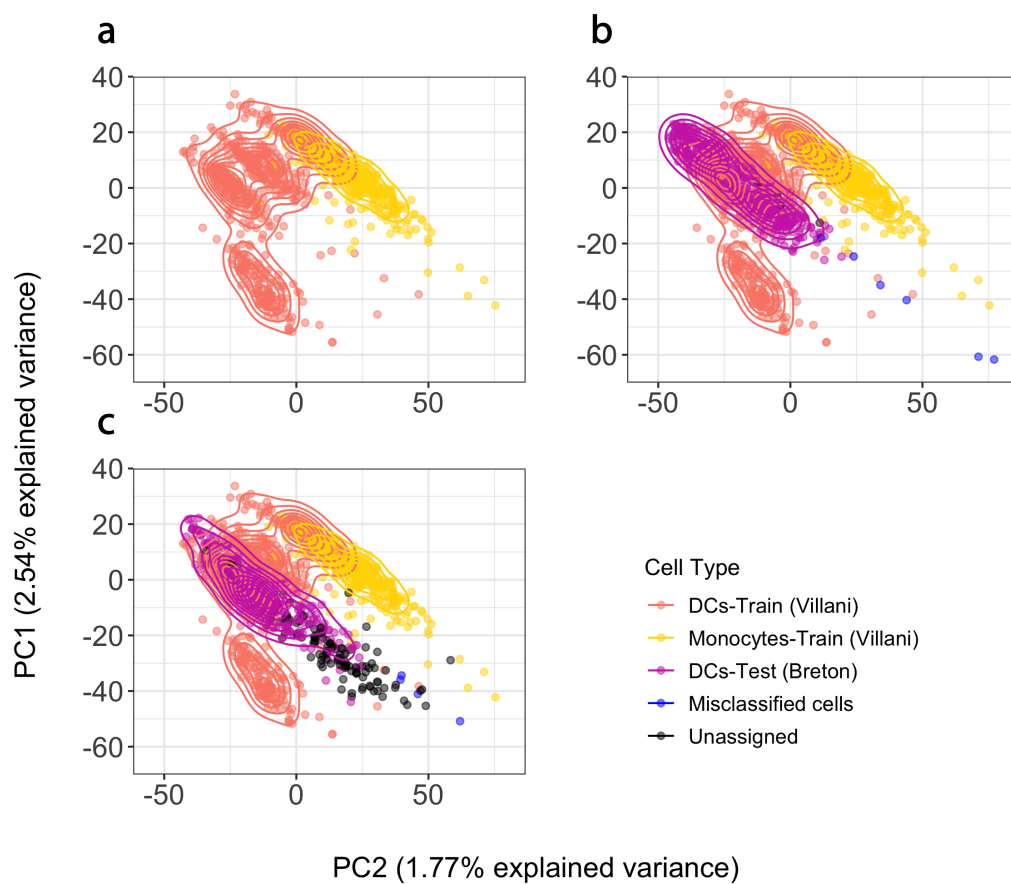 a
b
40
20
0
-20
-40
-60
-50
0
50
40
20
0
-20
-40
-60
-50
0
50
c
40
20
0
-20
-40
-60
-50
0
50
PC1 (2.54% explained variance)
Cell Type
DCs-Train (Villani)
Monocytes-Train (Villani)
DCs-Test (Breton)
Misclassified cells
Unassigned
PC2 (1.77% explained variance)